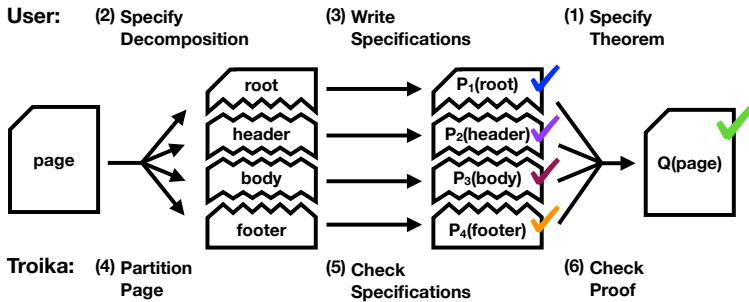 User:
(2) Specify
Decomposition
(3) Write
Specifications
(1) Specify
Theorem
page
root
header
body
footer
P₁(root)
P₂(header)
P₃(body)
P₄(footer)
Q(page)
Troika:
(4) Partition
Page
(5) Check
Specifications
(6) Check
Proof